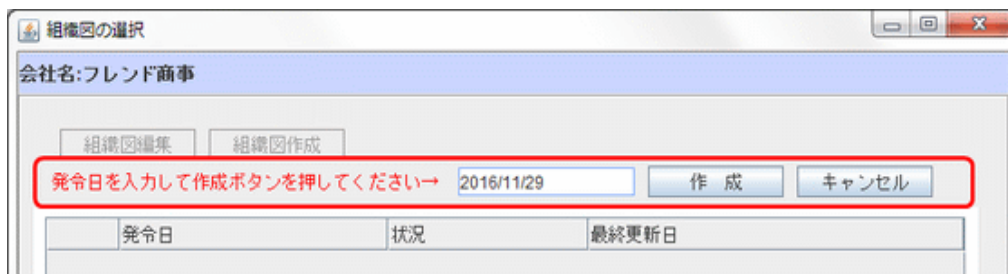 組織図の選択
会社名:フレンド商事
組織図編集 組織図作成
発令日を入力して作成ボタンを押してください→ 2016/11/29 作 成 キャンセル
発令日 状況 最終更新日